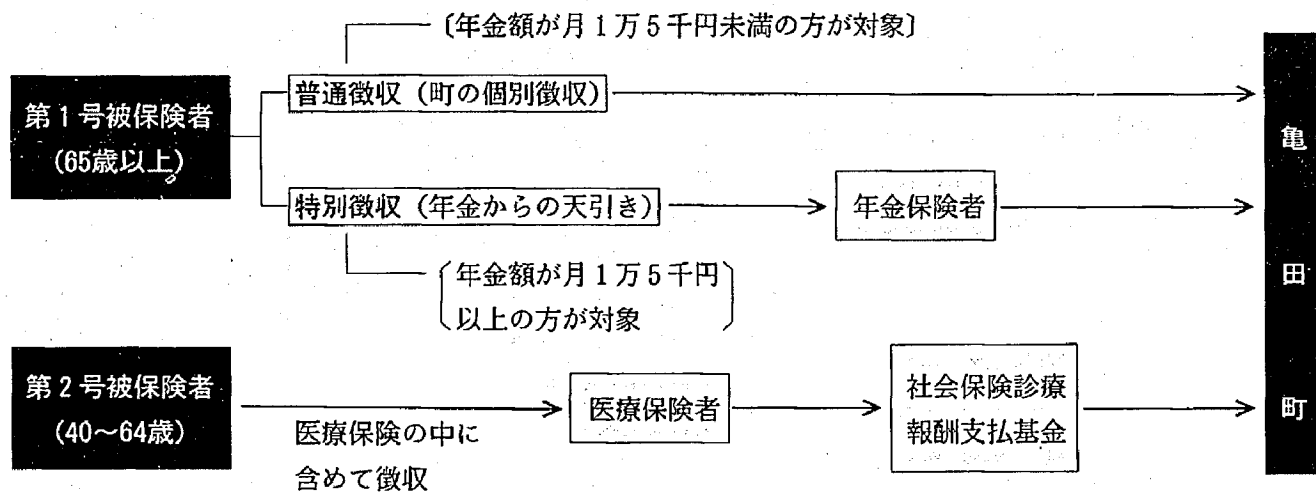 〔年金額が月1万5千円未満の方が対象〕
第1号被保険者
(65歳以上)
普通徴収(町の個別徴収)
特別徴収(年金からの天引き)
年金保険者
年金額が月1万5千円
以上の方が対象
第2号被保険者
(40〜64歳)
医療保険の中に
含めて徴収
医療保険者
社会保険診療
報酬支払基金
亀田町